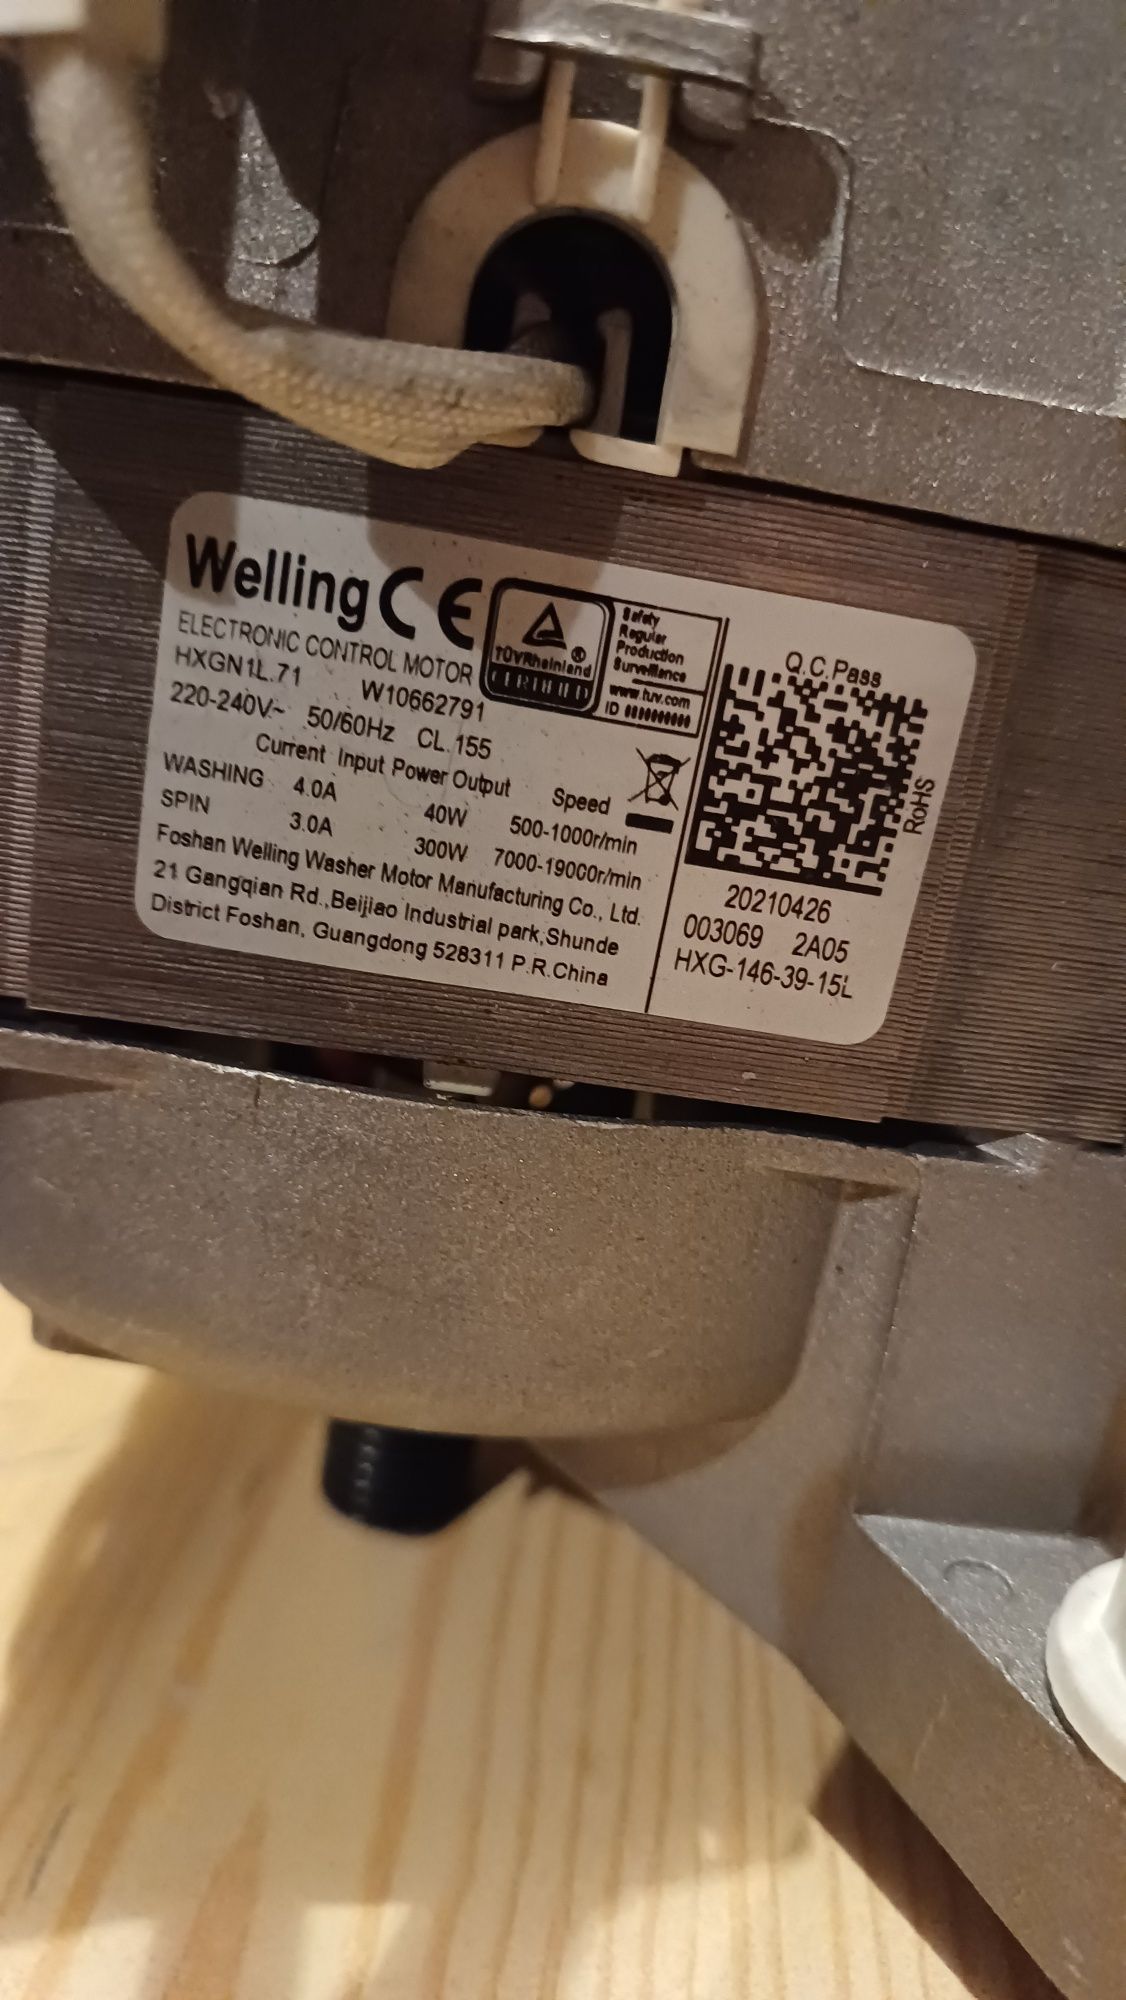 Welling CE
ELECTRONIC CONTROL MOTOR
HXGN1L.71 W10662791
220-240V~ 50/60Hz CL.155
Current Input Power Output Speed
WASHING 4.0A 40W 500-1000r/min
SPIN 3.0A 300W 7000-19000r/min
Foshan Welling Washer Motor Manufacturing Co., Ltd.
21 Gangqian Rd.,Beijiao Industrial park,Shunde
District Foshan, Guangdong 528311 P.R.China
TÜVRheinland®
CERTIFIED
Safety
Regular
Production
Surveillance
www.tuv.com
ID
Q.C.Pass
RoHS
20210426
003069 2A05
HXG-146-39-15L